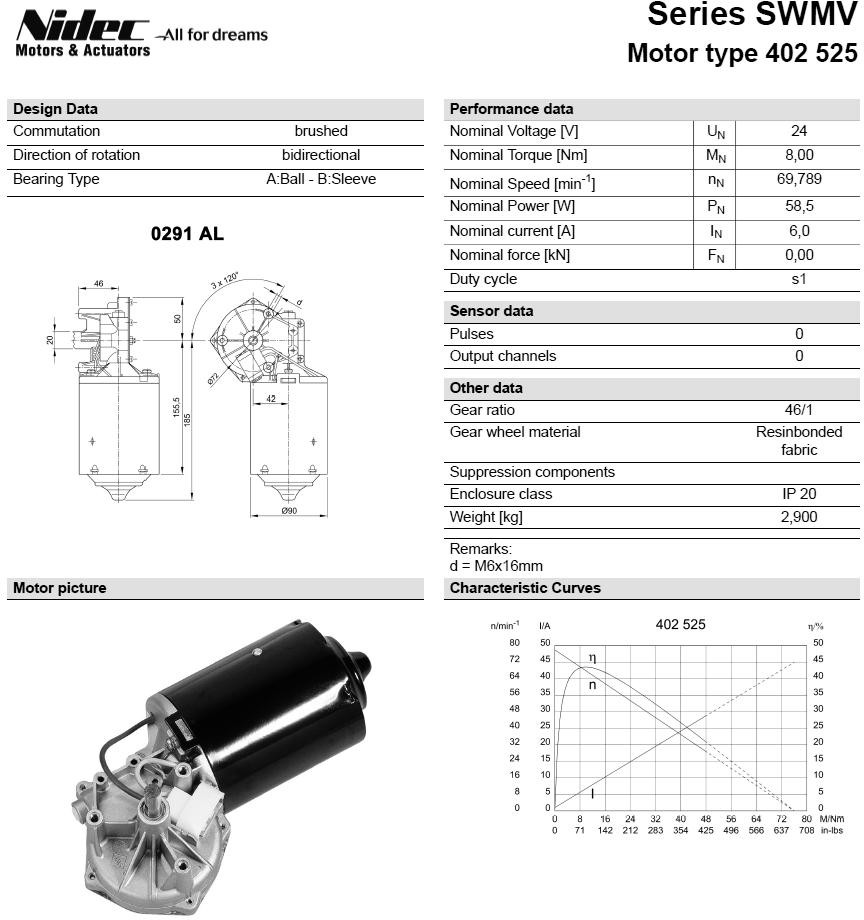 Nidec
Motors & Actuators
—All for dreams
Series SWMV
Motor type 402 525
Design Data
Commutation brushed
Direction of rotation bidirectional
Bearing Type A:Ball - B:Sleeve
0291 AL
46
3 x 120°
d
50
20
155,5
185
Ø72
42
Ø90
Motor picture
Performance data
Nominal Voltage [V] UN 24
Nominal Torque [Nm] MN 8,00
Nominal Speed [min-1] nN 69,789
Nominal Power [W] PN 58,5
Nominal current [A] IN 6,0
Nominal force [kN] FN 0,00
Duty cycle s1
Sensor data
Pulses 0
Output channels 0
Other data
Gear ratio 46/1
Gear wheel material Resinbonded
fabric
Suppression components
Enclosure class IP 20
Weight [kg] 2,900
Remarks:
d = M6x16mm
Characteristic Curves
n/min-1 I/A 402 525 η/%
80 50 50
72 45 45
64 40 40
56 35 35
48 30 30
40 25 25
32 20 20
24 15 15
16 10 10
8 5 5
0 0 0
η
n
I
0 8 16 24 32 40 48 56 64 72 80 M/Nm
0 71 142 212 283 354 425 496 566 637 708 in-lbs